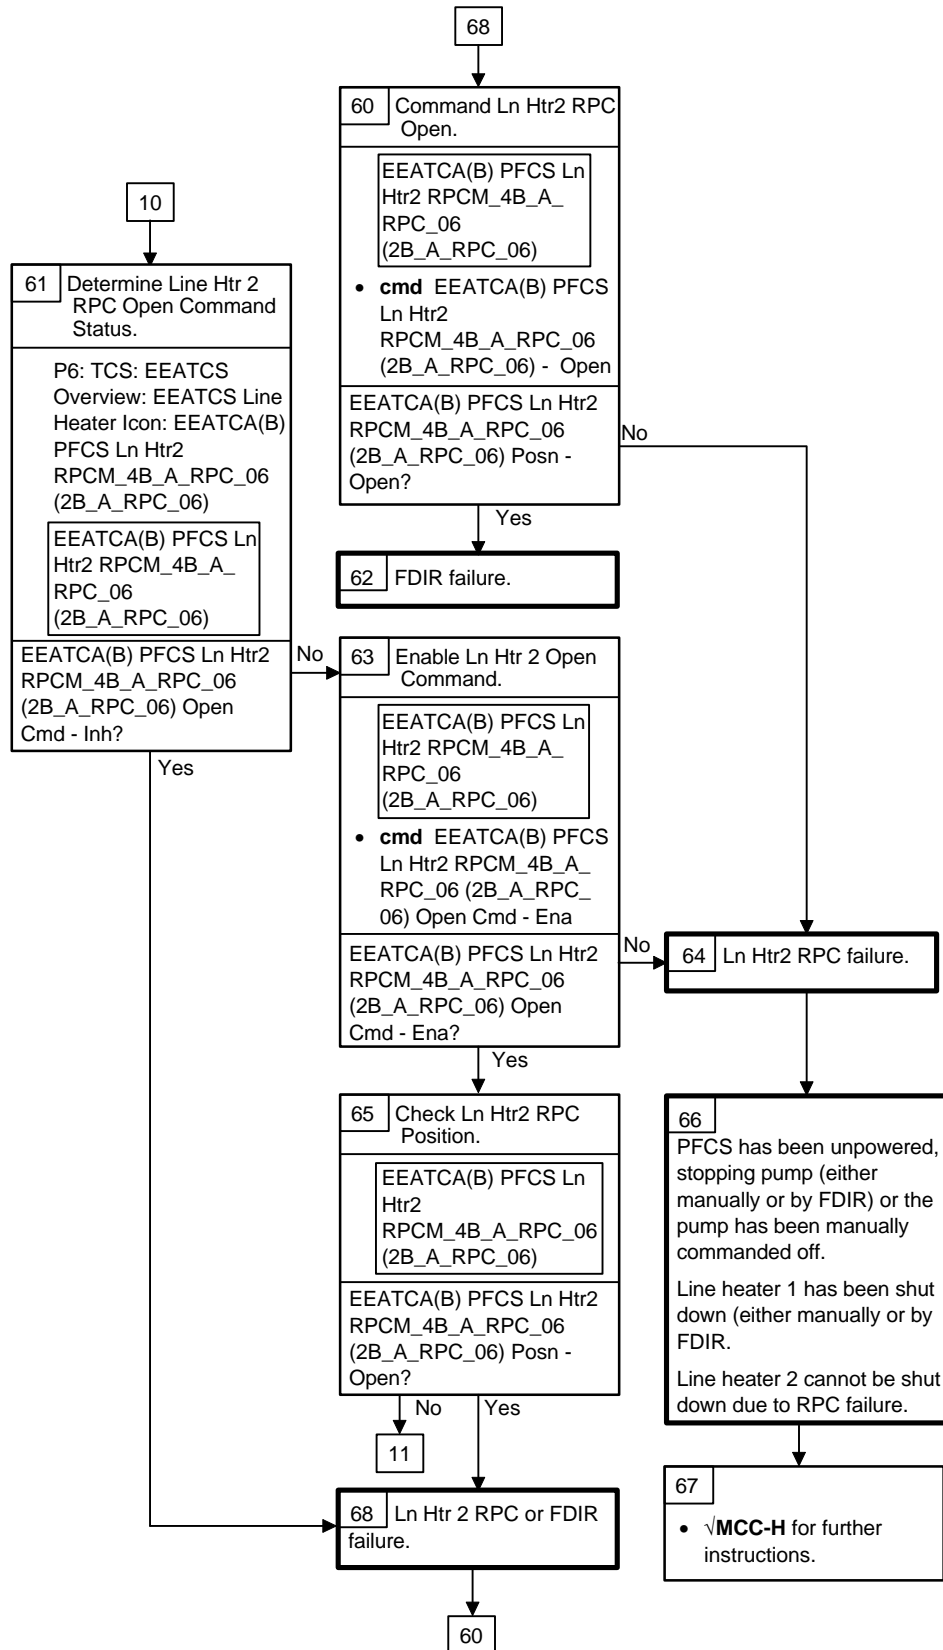 68
60 Command Ln Htr2 RPC
Open.
EEATCA(B) PFCS Ln
Htr2 RPCM_4B_A_
RPC_06
(2B_A_RPC_06)
• cmd EEATCA(B) PFCS
Ln Htr2
RPCM_4B_A_RPC_06
(2B_A_RPC_06) - Open
EEATCA(B) PFCS Ln Htr2
RPCM_4B_A_RPC_06
(2B_A_RPC_06) Posn -
Open?
No
Yes
62 FDIR failure.
10
61 Determine Line Htr 2
RPC Open Command
Status.
P6: TCS: EEATCS
Overview: EEATCS Line
Heater Icon: EEATCA(B)
PFCS Ln Htr2
RPCM_4B_A_RPC_06
(2B_A_RPC_06)
EEATCA(B) PFCS Ln
Htr2 RPCM_4B_A_
RPC_06
(2B_A_RPC_06)
EEATCA(B) PFCS Ln Htr2
RPCM_4B_A_RPC_06
(2B_A_RPC_06) Open
Cmd - Inh?
No
Yes
63 Enable Ln Htr 2 Open
Command.
EEATCA(B) PFCS Ln
Htr2 RPCM_4B_A_
RPC_06
(2B_A_RPC_06)
• cmd EEATCA(B) PFCS
Ln Htr2 RPCM_4B_A_
RPC_06 (2B_A_RPC_
06) Open Cmd - Ena
EEATCA(B) PFCS Ln Htr2
RPCM_4B_A_RPC_06
(2B_A_RPC_06) Open
Cmd - Ena?
No
Yes
64 Ln Htr2 RPC failure.
65 Check Ln Htr2 RPC
Position.
EEATCA(B) PFCS Ln
Htr2
RPCM_4B_A_RPC_06
(2B_A_RPC_06)
EEATCA(B) PFCS Ln Htr2
RPCM_4B_A_RPC_06
(2B_A_RPC_06) Posn -
Open?
No
Yes
11
66
PFCS has been unpowered,
stopping pump (either
manually or by FDIR) or the
pump has been manually
commanded off.
Line heater 1 has been shut
down (either manually or by
FDIR.
Line heater 2 cannot be shut
down due to RPC failure.
67
• √MCC-H for further
instructions.
68 Ln Htr 2 RPC or FDIR
failure.
60